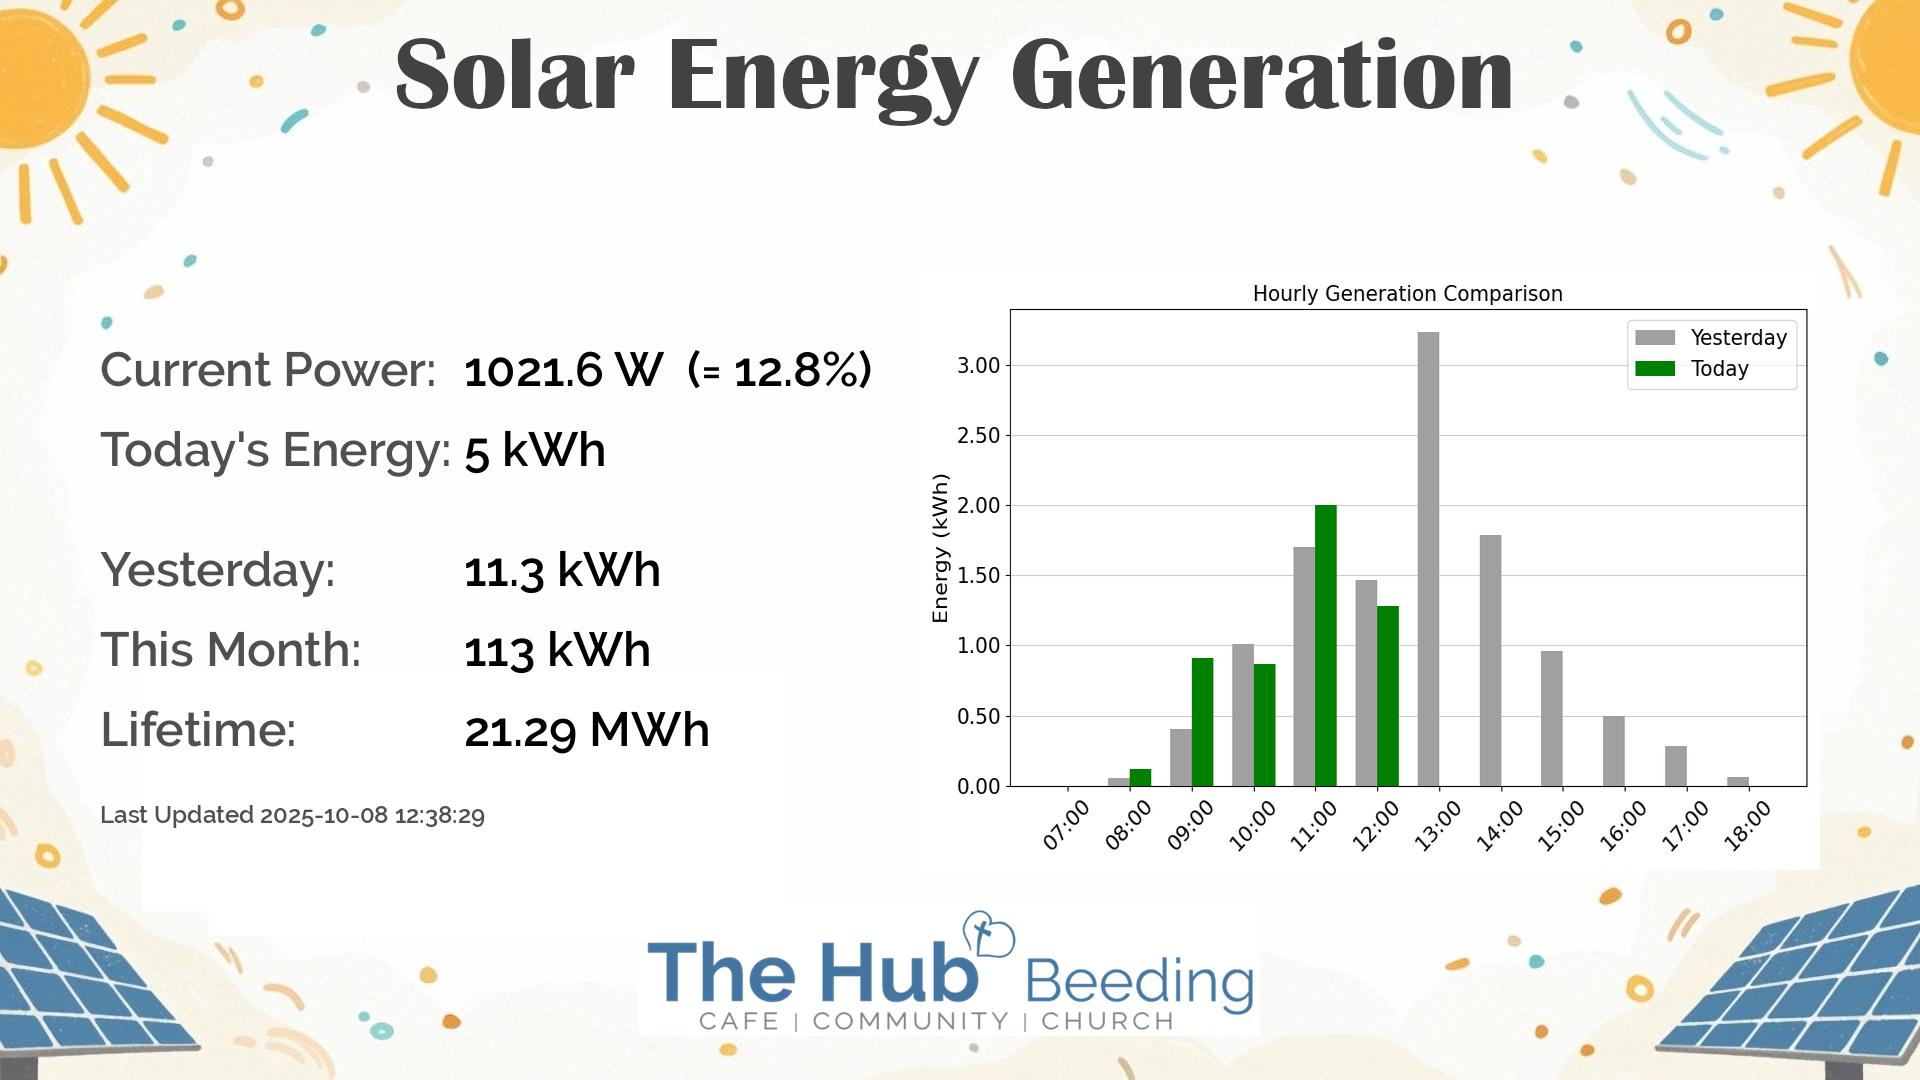 Solar Energy Generation
Current Power: 1021.6 W (= 12.8%)
Today's Energy: 5 kWh
Yesterday: 11.3 kWh
This Month: 113 kWh
Lifetime: 21.29 MWh
Last Updated 2025-10-08 12:38:29
Hourly Generation Comparison
Yesterday
Today
Energy (kWh)
3.00
2.50
2.00
1.50
1.00
0.50
0.00
07:00 08:00 09:00 10:00 11:00 12:00 13:00 14:00 15:00 16:00 17:00 18:00
The Hub Beeding
CAFE | COMMUNITY | CHURCH